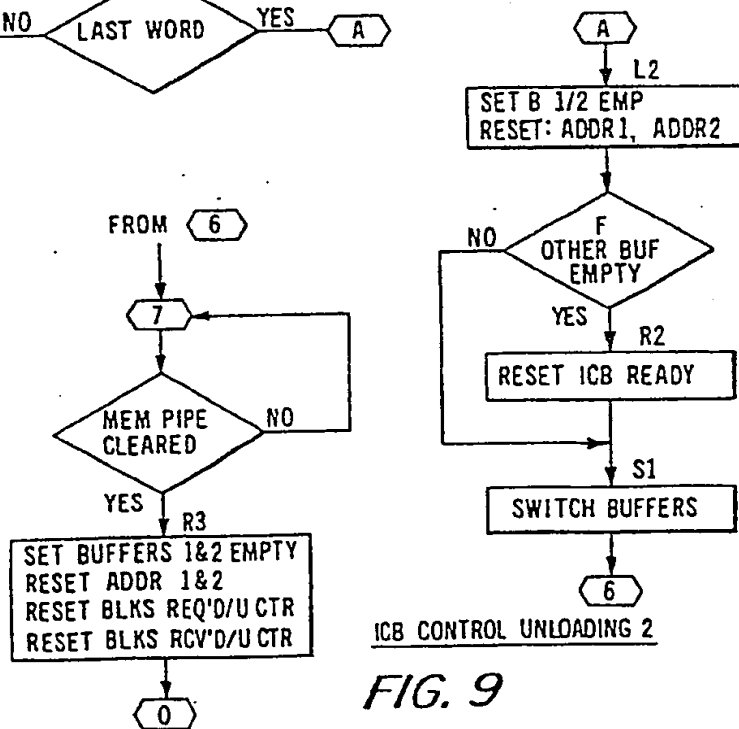 NO
LAST WORD
YES
A
FROM 6
7
MEM PIPE
CLEARED
NO
YES
R3
SET BUFFERS 1&2 EMPTY
RESET ADDR 1&2
RESET BLKS REQ'D/U CTR
RESET BLKS RCV'D/U CTR
0
A
L2
SET B 1/2 EMP
RESET: ADDR1, ADDR2
F
NO
OTHER BUF
EMPTY
YES
R2
RESET ICB READY
S1
SWITCH BUFFERS
6
ICB CONTROL UNLOADING 2
FIG. 9